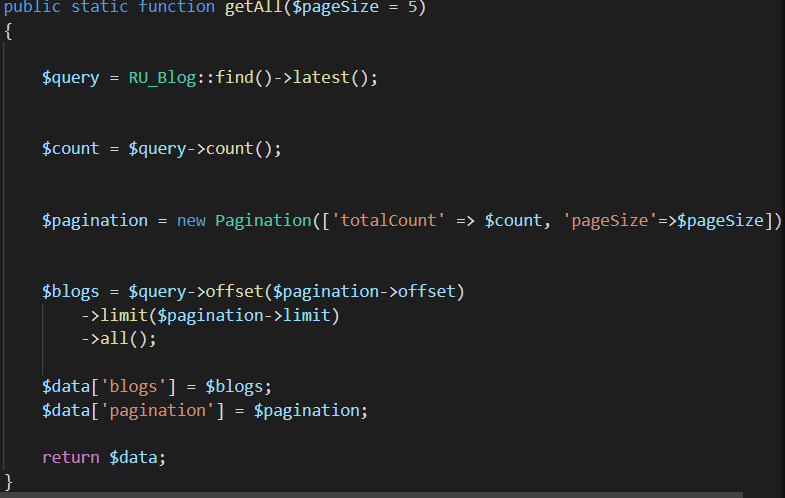 public static function getAll($pageSize = 5)
{
$query = RU_Blog::find()->latest();
$count = $query->count();
$pagination = new Pagination(['totalCount' => $count, 'pageSize'=>$pageSize])
$blogs = $query->offset($pagination->offset)
->limit($pagination->limit)
->all();
$data['blogs'] = $blogs;
$data['pagination'] = $pagination;
return $data;
}